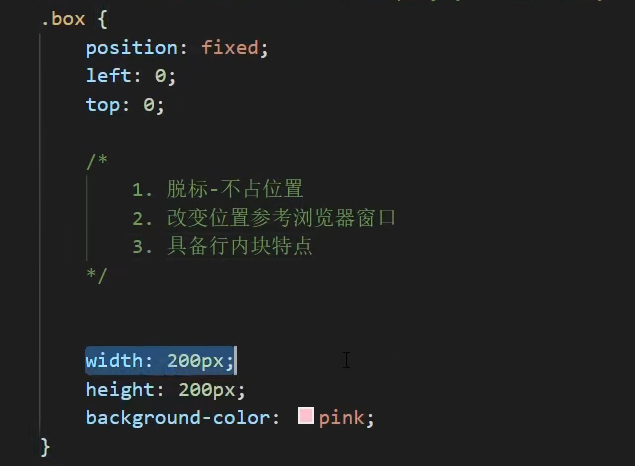 .box {
position: fixed;
left: 0;
top: 0;
/*
1. 脱标-不占位置
2. 改变位置参考浏览器窗口
3. 具备行内块特点
*/
width: 200px;
height: 200px;
background-color: pink;
}